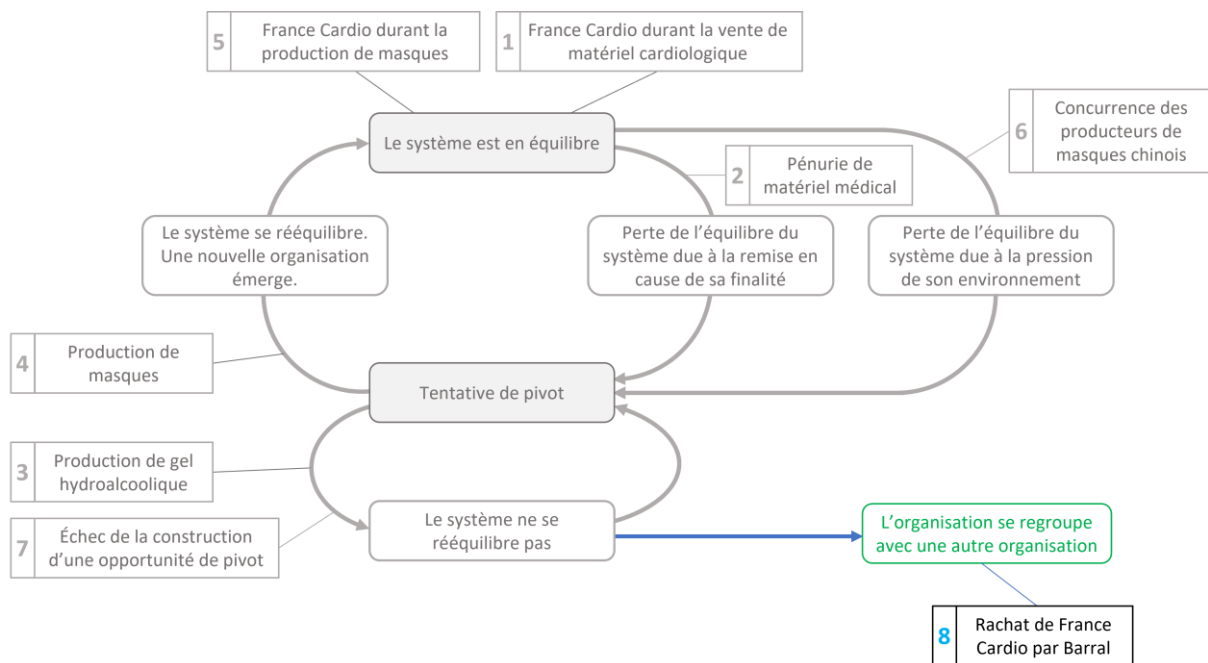 5
France Cardio durant la
production de masques
1
France Cardio durant la vente de
matériel cardiologique
Le système est en équilibre
6
Concurrence des
producteurs de
masques chinois
2
Pénurie de
matériel médical
Le système se rééquilibre.
Une nouvelle organisation
émerge.
Perte de l’équilibre du
système due à la remise en
cause de sa finalité
Perte de l’équilibre du
système due à la pression
de son environnement
4
Production de
masques
Tentative de pivot
3
Production de gel
hydroalcoolique
7
Échec de la construction
d’une opportunité de pivot
Le système ne se
rééquilibre pas
L’organisation se regroupe
avec une autre organisation
8
Rachat de France
Cardio par Barral